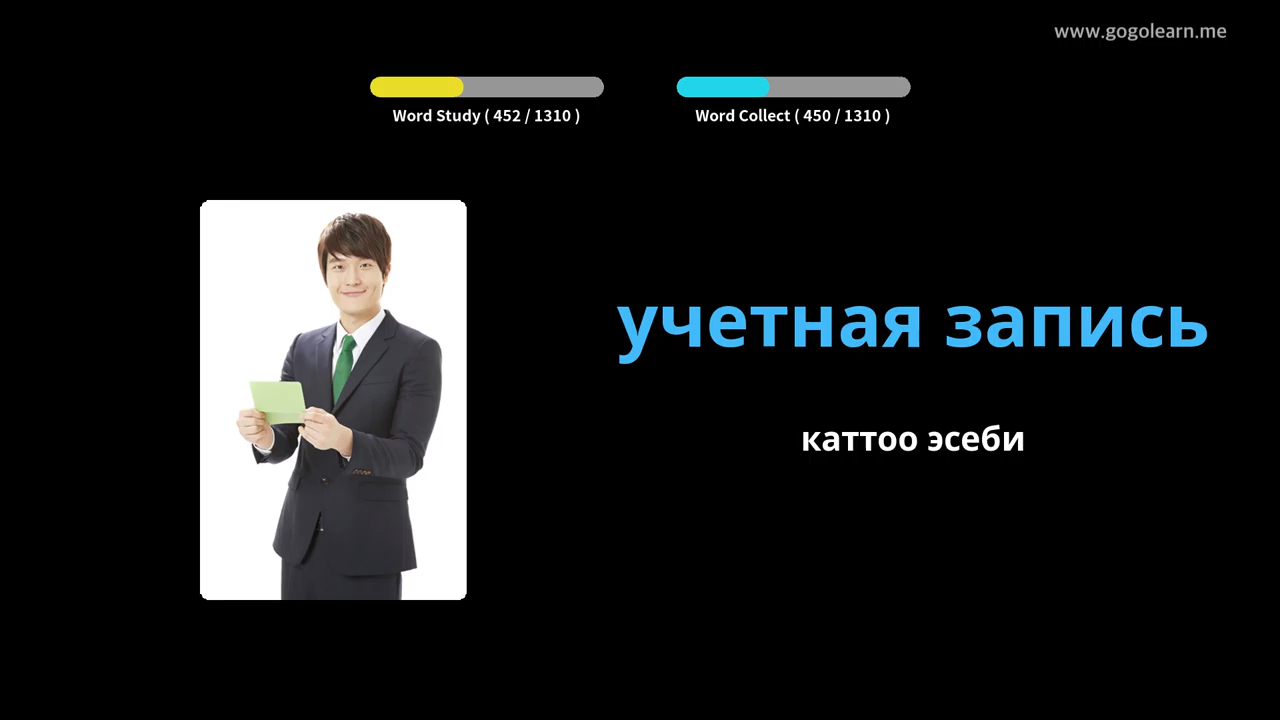 www.gogolearn.me
Word Study ( 452 / 1310 )
Word Collect ( 450 / 1310 )
учетная запись
каттоо эсеби